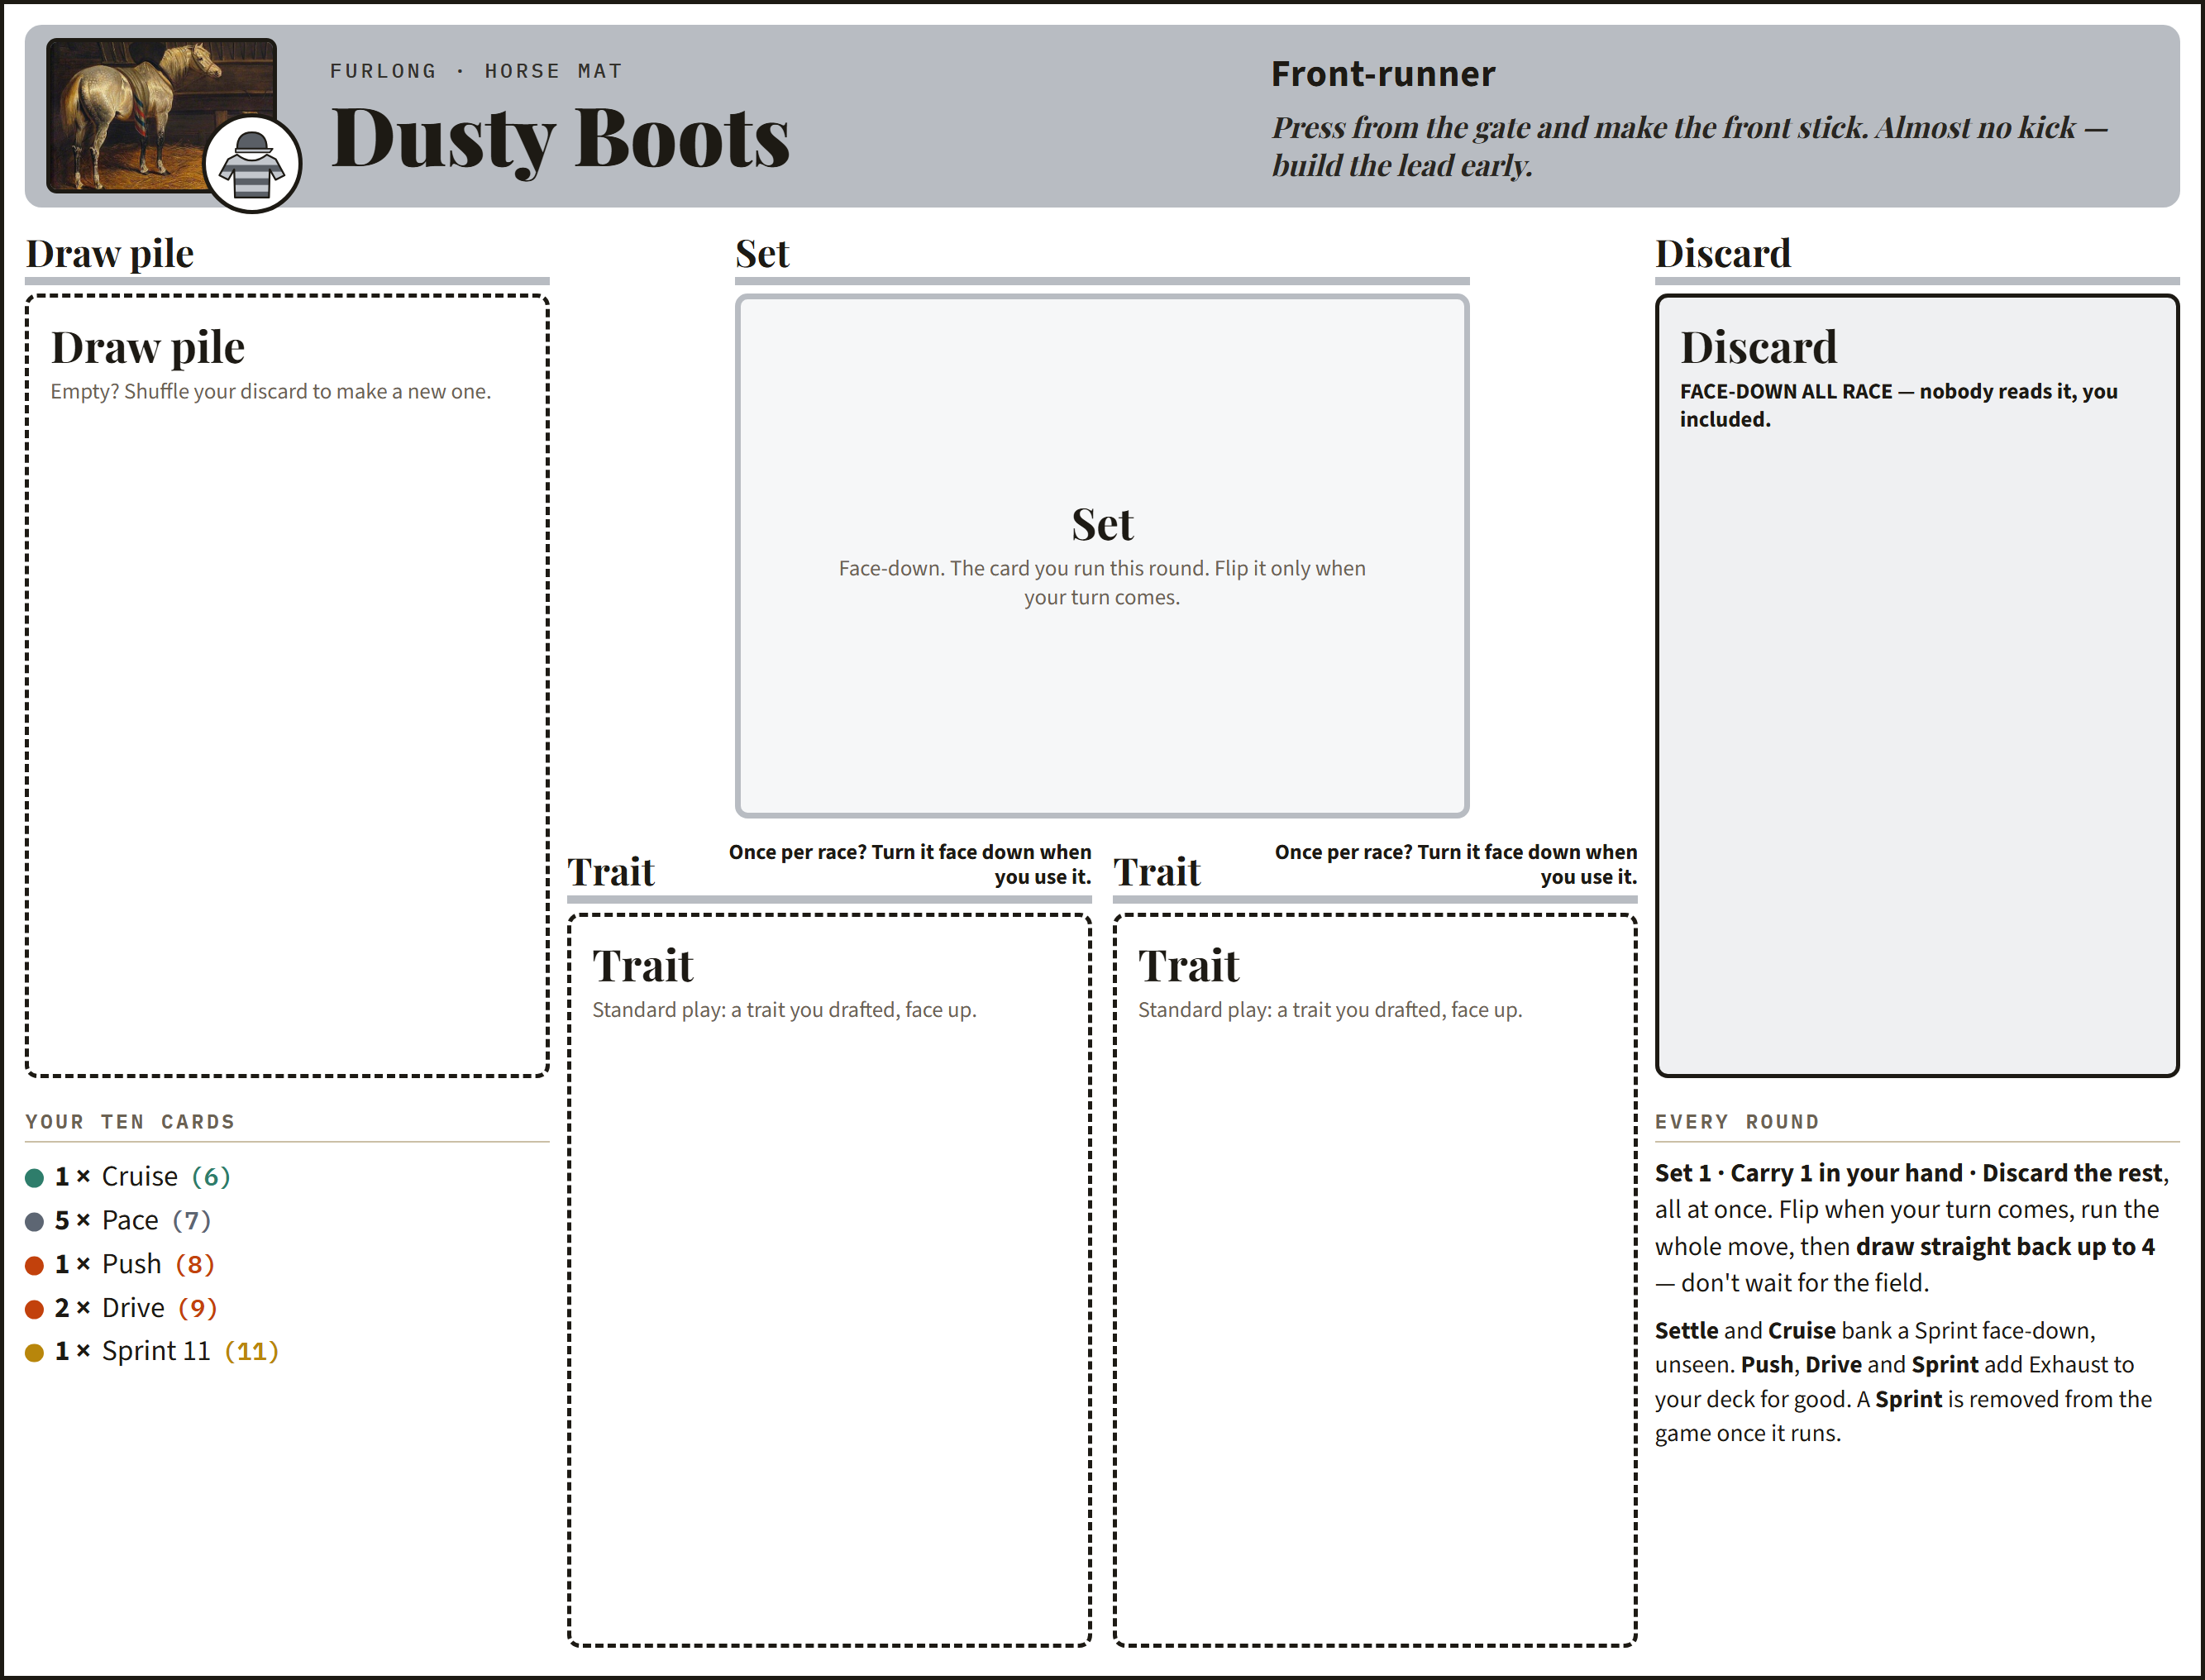 FURLONG · HORSE MAT
Dusty Boots
Front-runner
Press from the gate and make the front stick. Almost no kick —
build the lead early.
Draw pile
Draw pile
Empty? Shuffle your discard to make a new one.
Set
Set
Face-down. The card you run this round. Flip it only when
your turn comes.
Discard
Discard
FACE-DOWN ALL RACE — nobody reads it, you
included.
Trait
Once per race? Turn it face down when
you use it.
Trait
Standard play: a trait you drafted, face up.
Trait
Once per race? Turn it face down when
you use it.
Trait
Standard play: a trait you drafted, face up.
YOUR TEN CARDS
1 × Cruise (6)
5 × Pace (7)
1 × Push (8)
2 × Drive (9)
1 × Sprint 11 (11)
EVERY ROUND
Set 1 · Carry 1 in your hand · Discard the rest,
all at once. Flip when your turn comes, run the
whole move, then draw straight back up to 4
— don't wait for the field.
Settle and Cruise bank a Sprint face-down,
unseen. Push, Drive and Sprint add Exhaust to
your deck for good. A Sprint is removed from the
game once it runs.